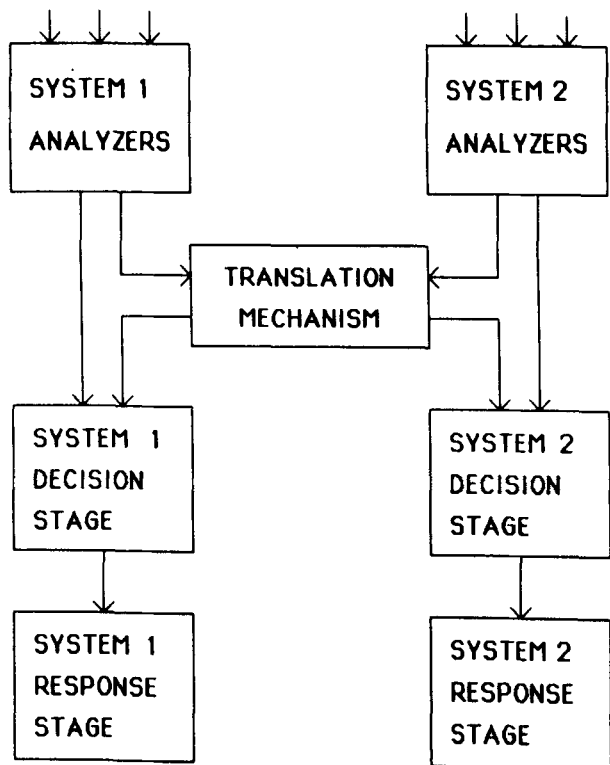 SYSTEM 1
ANALYZERS
SYSTEM 2
ANALYZERS
TRANSLATION
MECHANISM
SYSTEM 1
DECISION
STAGE
SYSTEM 2
DECISION
STAGE
SYSTEM 1
RESPONSE
STAGE
SYSTEM 2
RESPONSE
STAGE